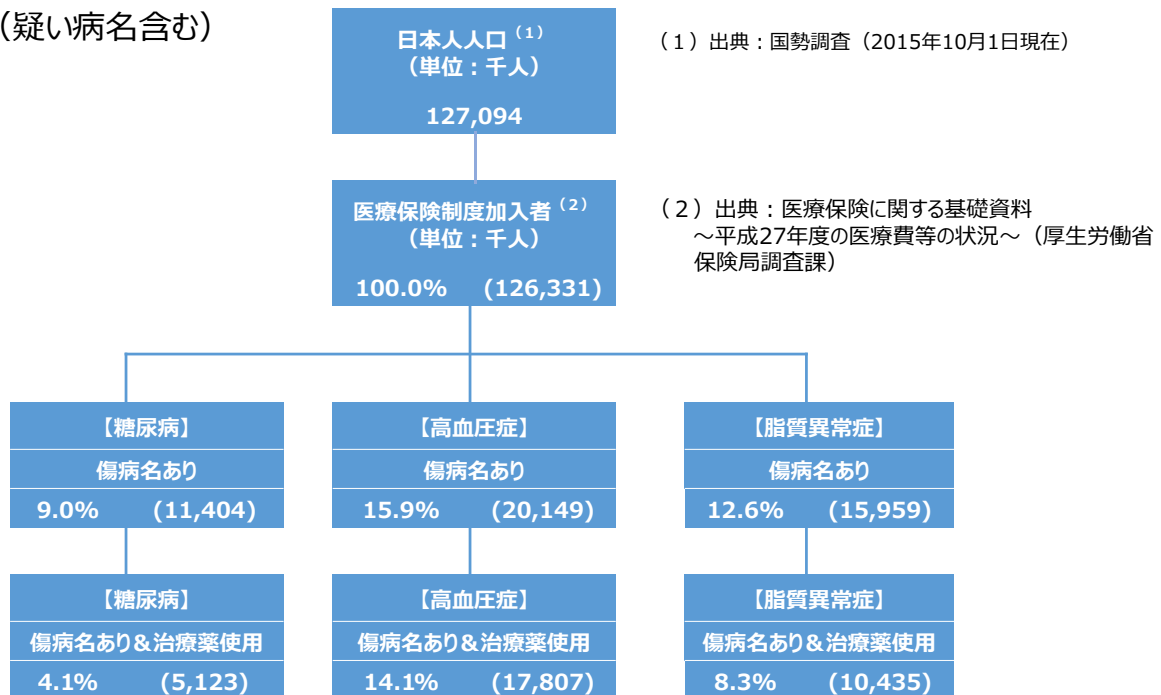 (疑い病名含む)
日本人人口(1)
(単位:千人)
127,094
(1)出典:国勢調査(2015年10月1日現在)
医療保険制度加入者(2)
(単位:千人)
100.0% (126,331)
(2)出典:医療保険に関する基礎資料
~平成27年度の医療費等の状況~(厚生労働省
保険局調査課)
【糖尿病】
傷病名あり
9.0% (11,404)
【高血圧症】
傷病名あり
15.9% (20,149)
【脂質異常症】
傷病名あり
12.6% (15,959)
【糖尿病】
傷病名あり&治療薬使用
4.1% (5,123)
【高血圧症】
傷病名あり&治療薬使用
14.1% (17,807)
【脂質異常症】
傷病名あり&治療薬使用
8.3% (10,435)